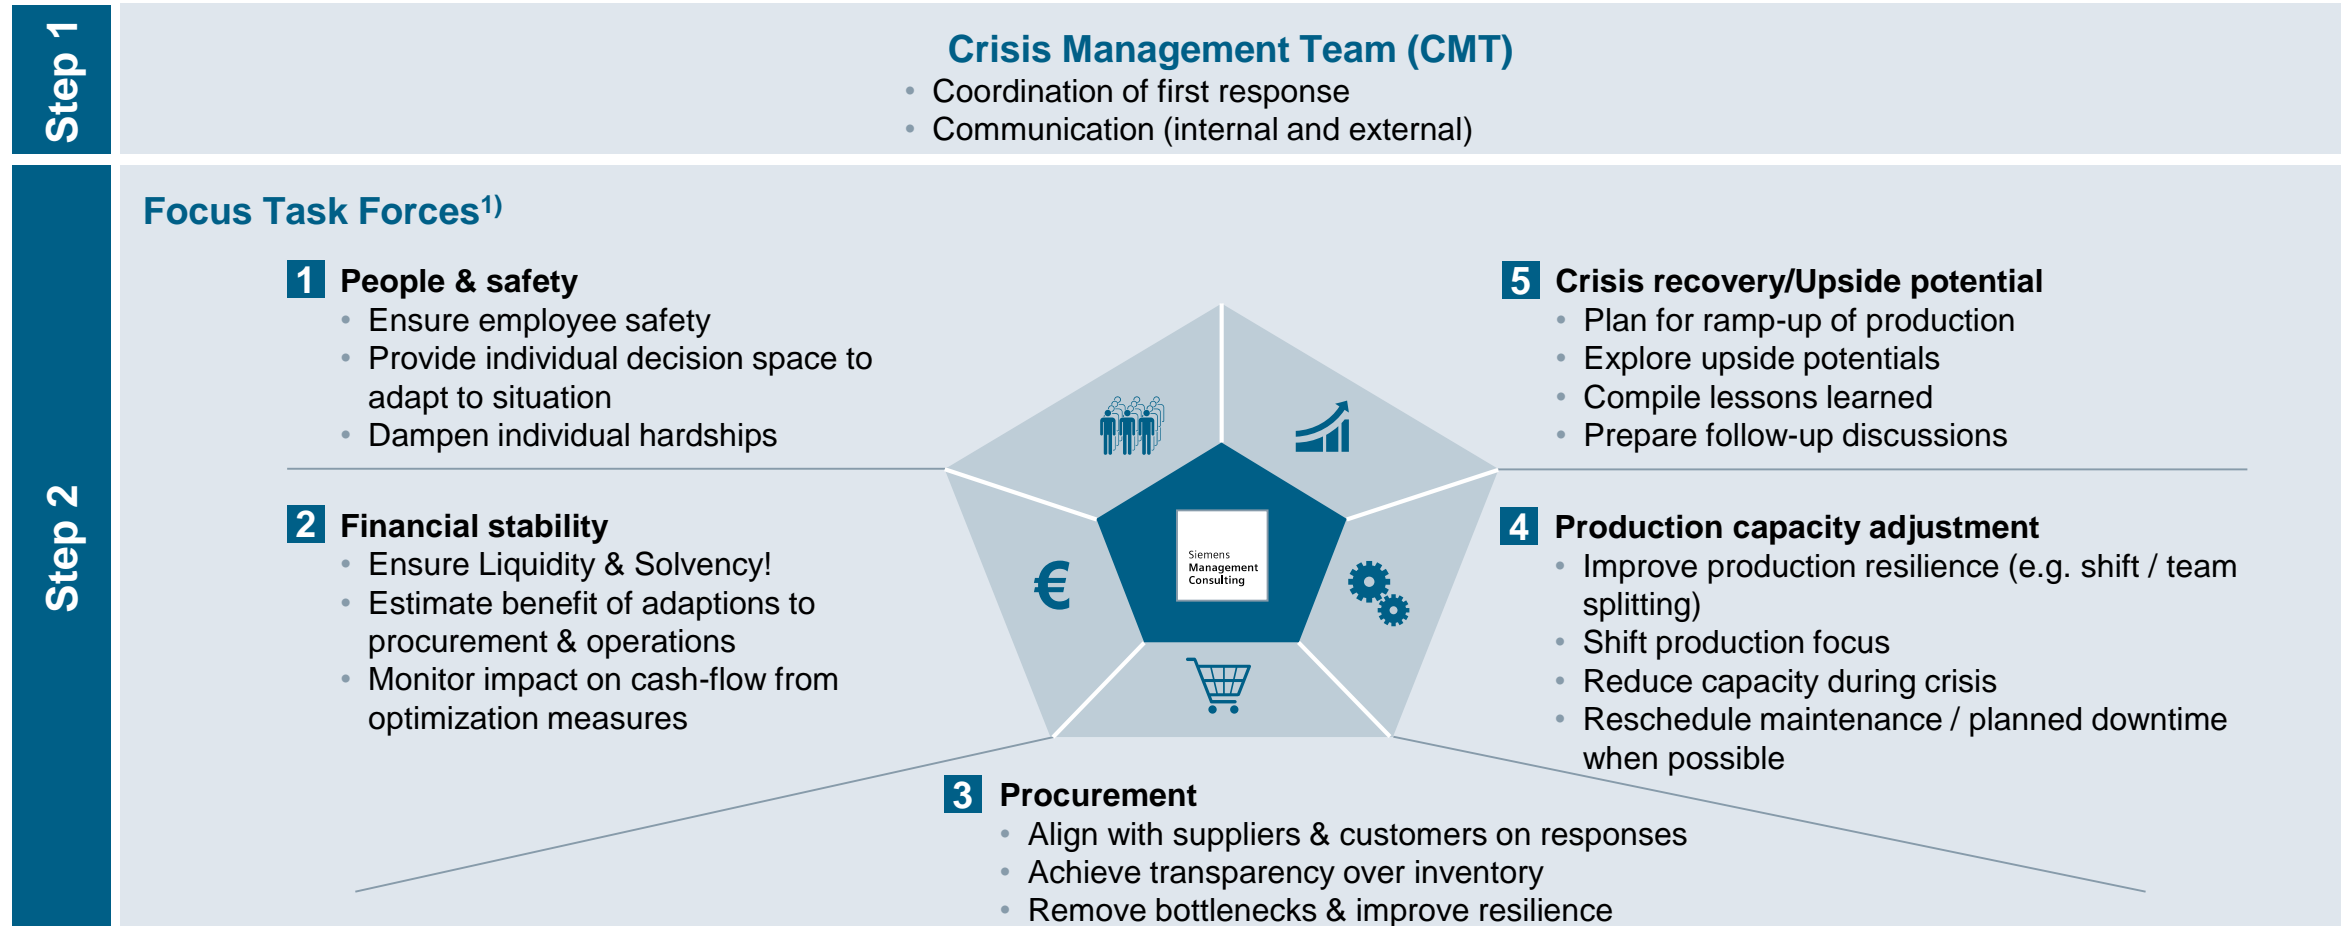 Step 1
Crisis Management Team (CMT)
• Coordination of first response
• Communication (internal and external)
Step 2
Focus Task Forces1)
1 People & safety
• Ensure employee safety
• Provide individual decision space to
adapt to situation
• Dampen individual hardships
2 Financial stability
• Ensure Liquidity & Solvency!
• Estimate benefit of adaptions to
procurement & operations
• Monitor impact on cash-flow from
optimization measures
€
Siemens
Management
Consulting
3 Procurement
• Align with suppliers & customers on responses
• Achieve transparency over inventory
• Remove bottlenecks & improve resilience
4 Production capacity adjustment
• Improve production resilience (e.g. shift / team
splitting)
• Shift production focus
• Reduce capacity during crisis
• Reschedule maintenance / planned downtime
when possible
5 Crisis recovery/Upside potential
• Plan for ramp-up of production
• Explore upside potentials
• Compile lessons learned
• Prepare follow-up discussions